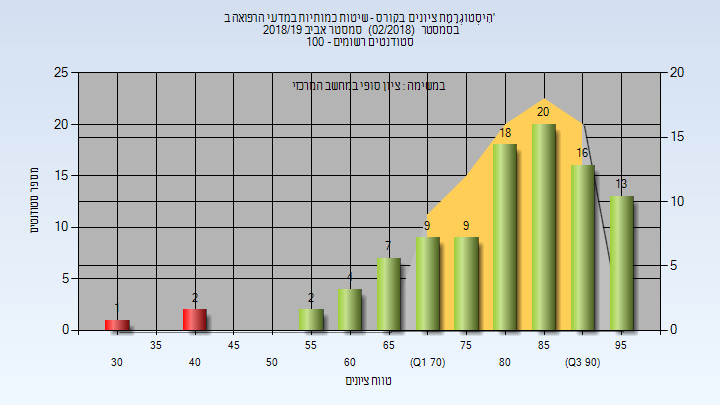 היסטוגרמת ציונים בקורס - שיטות כמותיות במדעי הרפואה ב'
בסמסטר (02/2018) סמסטר אביב 2018/19
סטודנטים רשומים - 100
במשימה : ציון סופי במחשב המרכזי
25 20
20 15
15 10
10 5
5 0
0
1 2 2 4 7 9 9 18 20 16 13
מספר סטודנטים
35 45 55 65 75 85 95
30 40 50 60 (Q1 70) 80 (Q3 90)
טווח ציונים